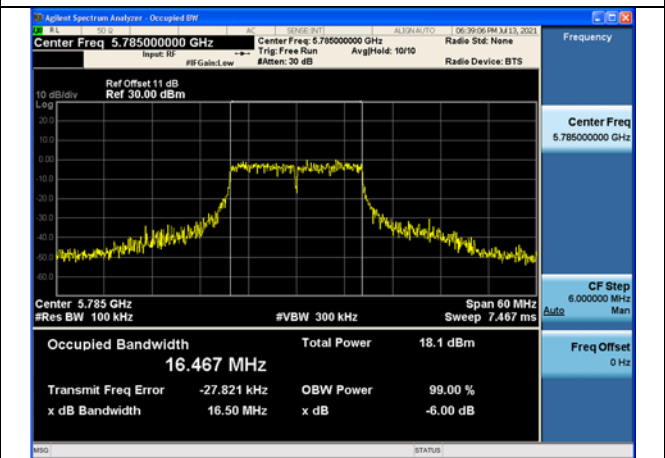 Agilent Spectrum Analyzer - Occupied BW
RL 50 Ω AC SENSE:INT ALIGN AUTO 06:39:06 PM Jul 13, 2021
Center Freq 5.785000000 GHz
Input: RF
#IFGain:Low
Center Freq: 5.785000000 GHz
Trig: Free Run Avg|Hold: 10/10
#Atten: 30 dB
Radio Std: None
Radio Device: BTS
Frequency
Ref Offset 11 dB
10 dB/div Ref 30.00 dBm
Log
20.0
10.0
0.00
-10.0
-20.0
-30.0
-40.0
-50.0
-60.0
Center Freq
5.785000000 GHz
Center 5.785 GHz Span 60 MHz
#Res BW 100 kHz #VBW 300 kHz Sweep 7.467 ms
CF Step
6.000000 MHz
Auto Man
Occupied Bandwidth Total Power 18.1 dBm
16.467 MHz
Transmit Freq Error -27.821 kHz OBW Power 99.00 %
x dB Bandwidth 16.50 MHz x dB -6.00 dB
Freq Offset
0 Hz
MSG STATUS